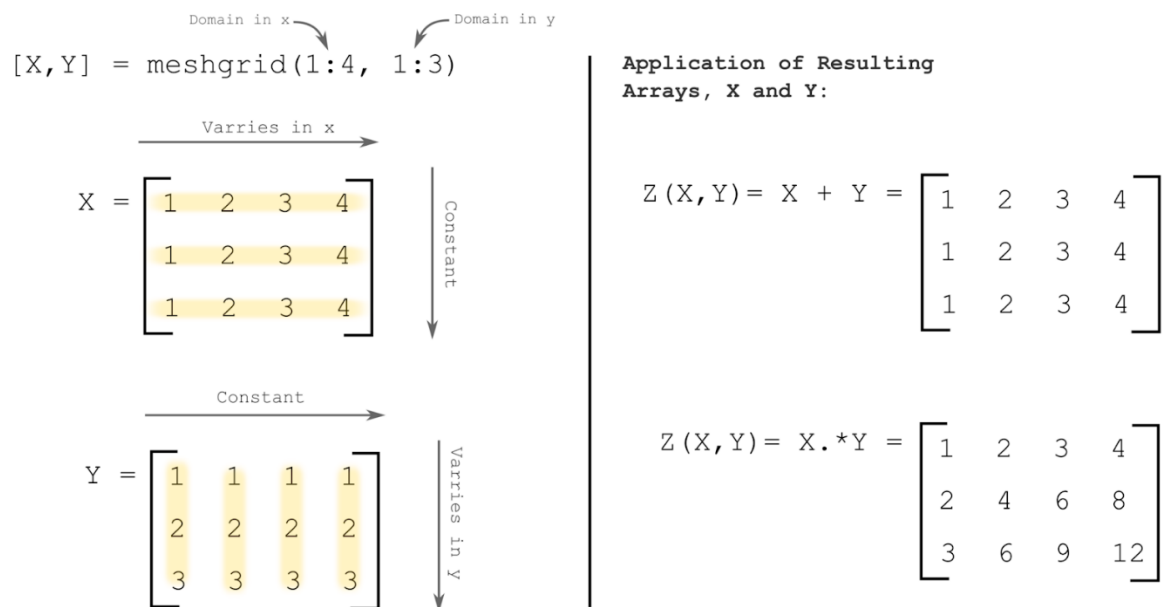 Domain in x
Domain in y
[X,Y] = meshgrid(1:4, 1:3)
Varries in x
X =
1 2 3 4
1 2 3 4
1 2 3 4
Constant
Constant
Y =
1 1 1 1
2 2 2 2
3 3 3 3
Varries in y
Application of Resulting
Arrays, X and Y:
Z(X,Y)= X + Y =
1 2 3 4
1 2 3 4
1 2 3 4
Z(X,Y)= X.*Y =
1 2 3 4
2 4 6 8
3 6 9 12